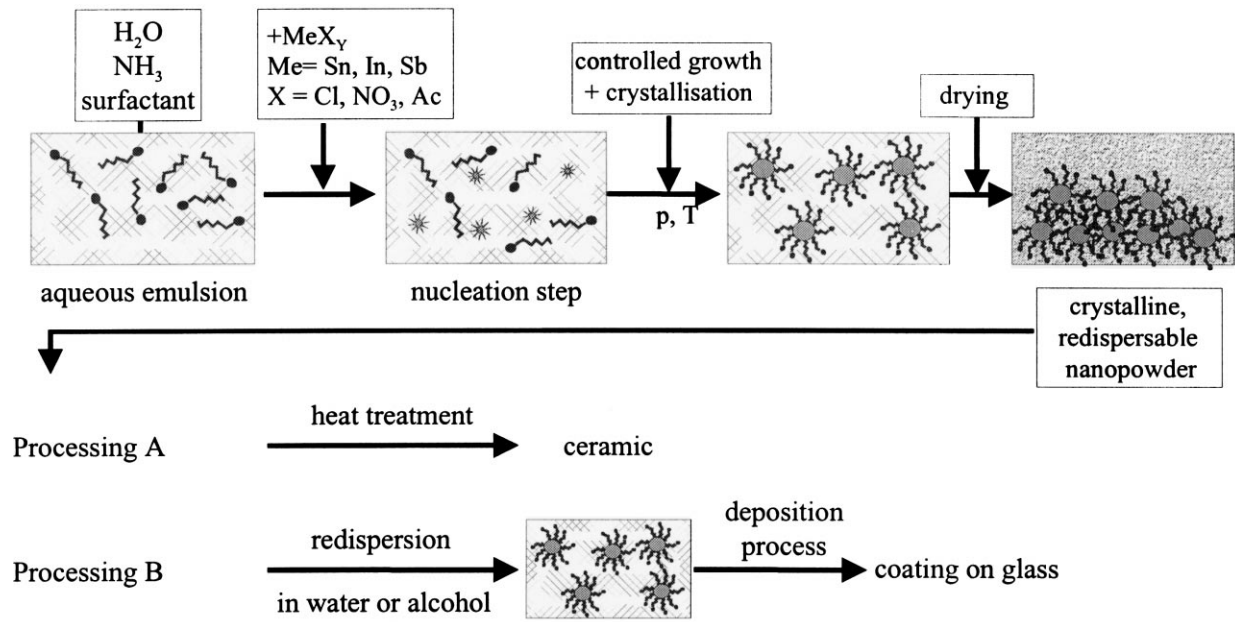 H₂O
NH₃
surfactant
+MeX_Y
Me= Sn, In, Sb
X = Cl, NO₃, Ac
controlled growth
+ crystallisation
drying
p, T
aqueous emulsion
nucleation step
crystalline,
redispersable
nanopowder
Processing A
heat treatment
ceramic
Processing B
redispersion
in water or alcohol
deposition
process
coating on glass